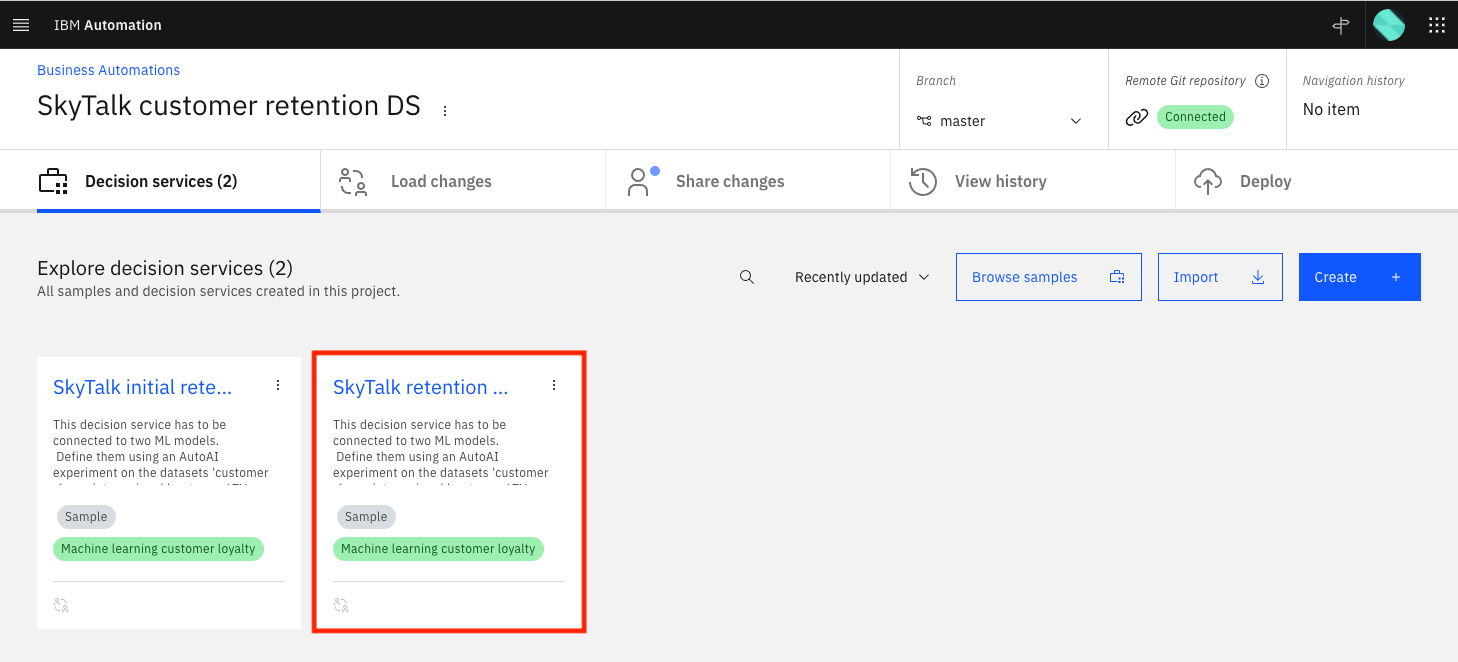 IBM Automation
Business Automations
SkyTalk customer retention DS
Branch
master
Remote Git repository
Connected
Navigation history
No item
Decision services (2)
Load changes
Share changes
View history
Deploy
Explore decision services (2)
All samples and decision services created in this project.
Recently updated
Browse samples
Import
Create +
SkyTalk initial rete...
This decision service has to be
connected to two ML models.
Define them using an AutoAI
experiment on the datasets 'customer
Sample
Machine learning customer loyalty
SkyTalk retention ...
This decision service has to be
connected to two ML models.
Define them using an AutoAI
experiment on the datasets 'customer
Sample
Machine learning customer loyalty